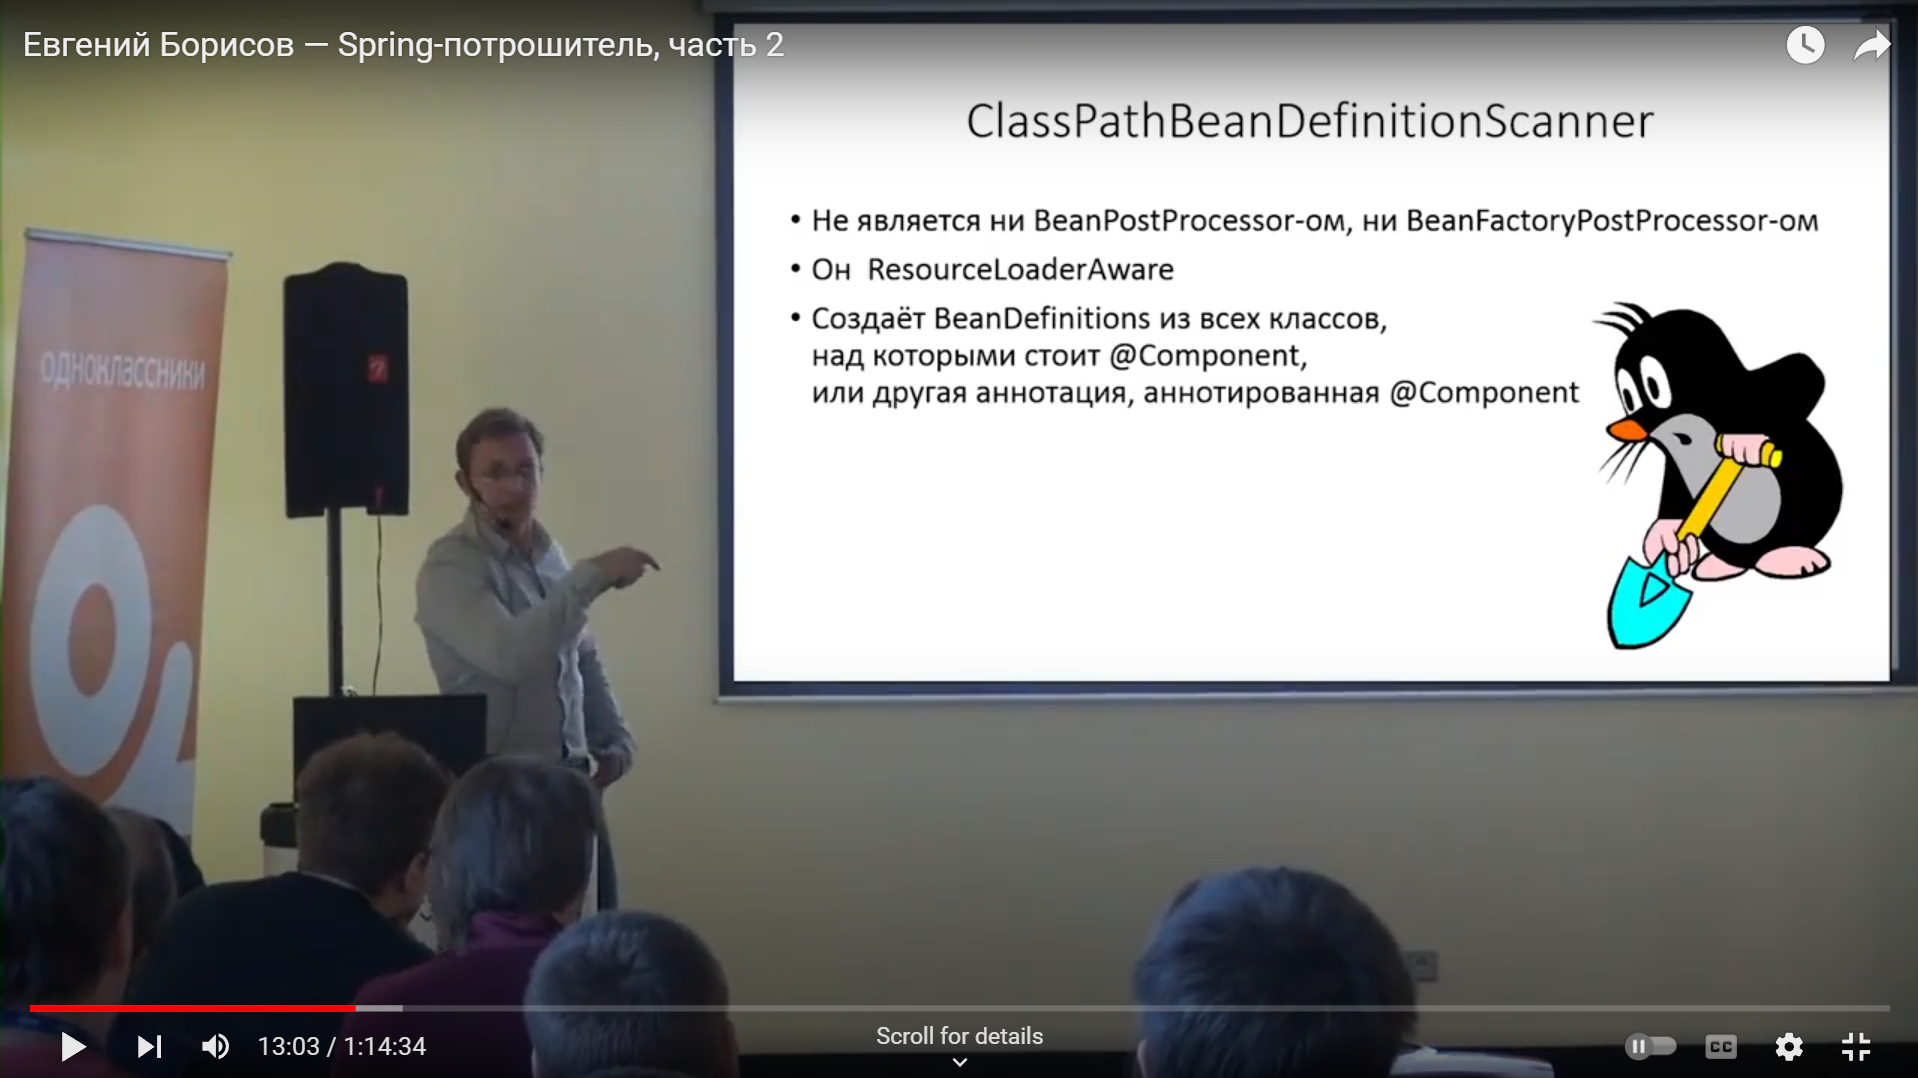 Евгений Борисов — Spring-потрошитель, часть 2
ClassPathBeanDefinitionScanner
• Не является ни BeanPostProcessor-ом, ни BeanFactoryPostProcessor-ом
• Он ResourceLoaderAware
• Создаёт BeanDefinitions из всех классов,
над которыми стоит @Component,
или другая аннотация, аннотированная @Component
одноклассники
13:03 / 1:14:34
Scroll for details
CC